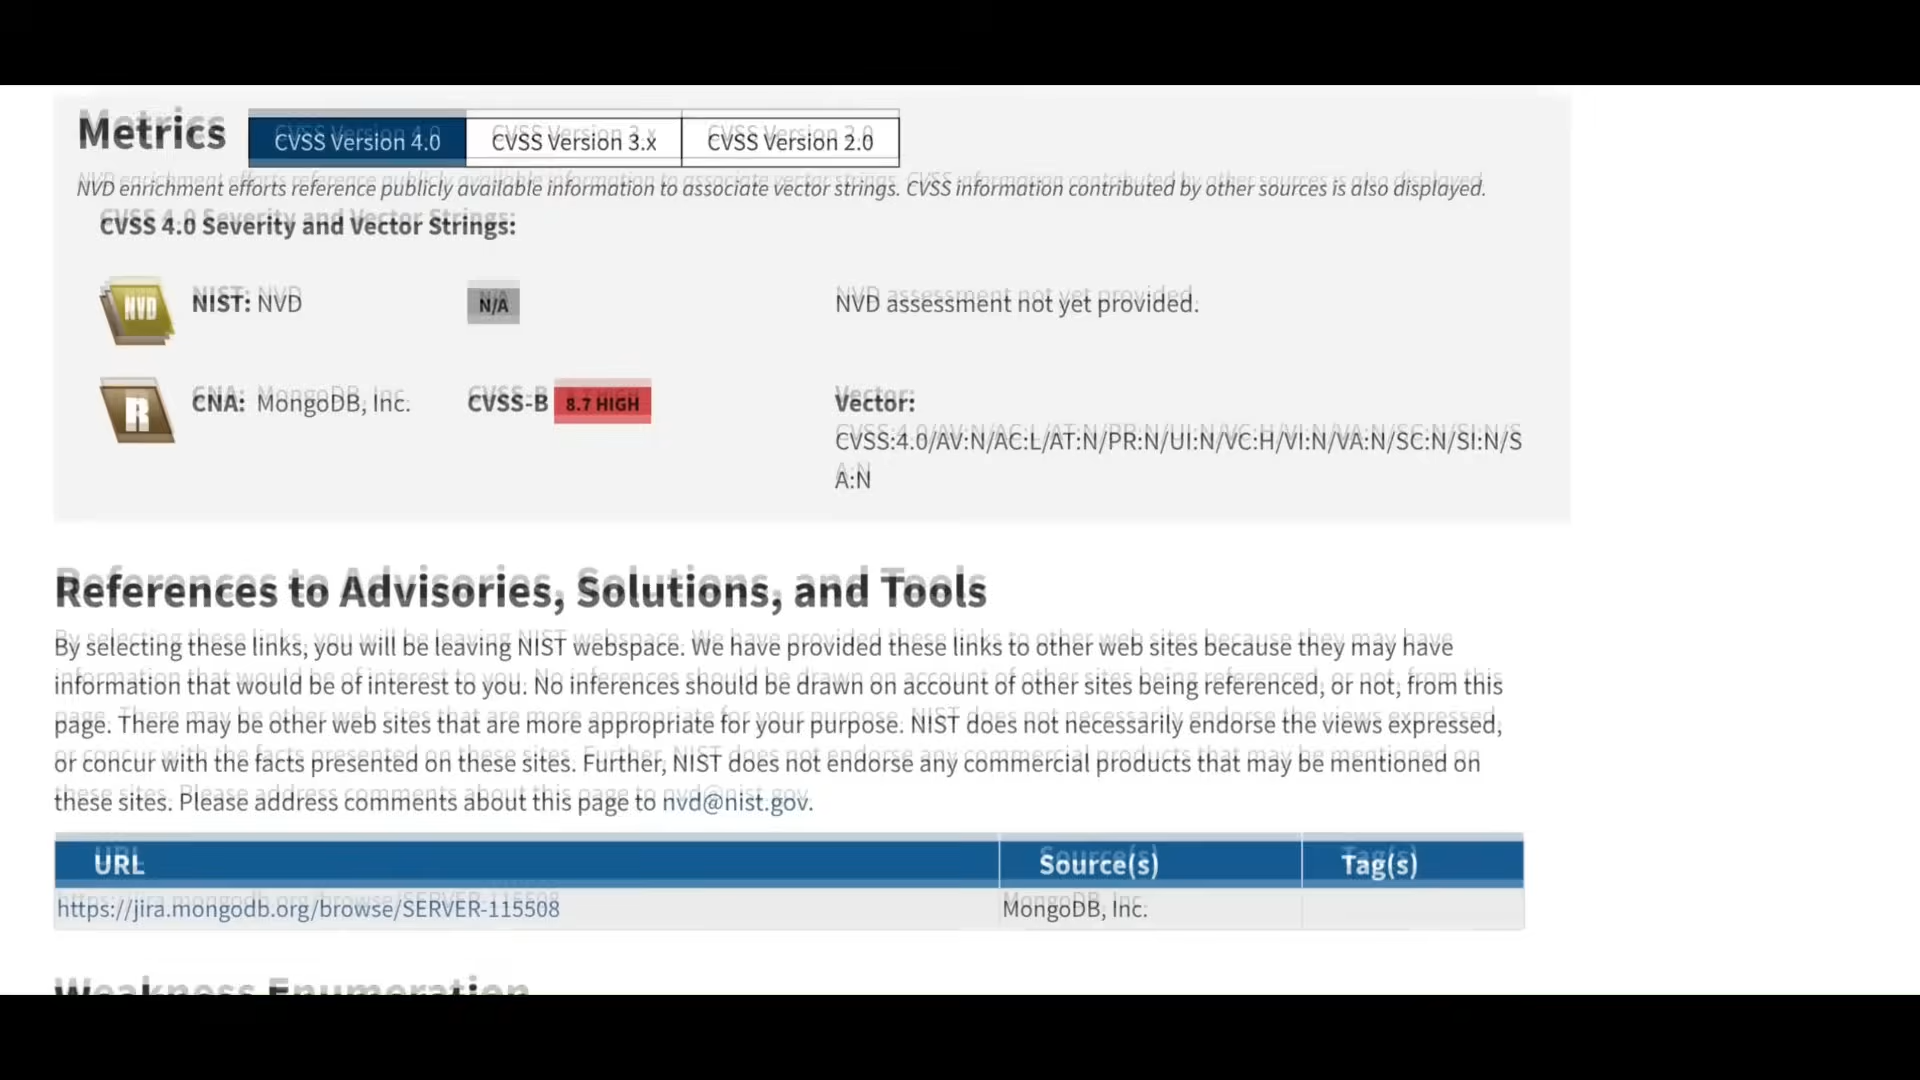 Metrics
CVSS Version 4.0
CVSS Version 3.x
CVSS Version 2.0
NVD enrichment efforts reference publicly available information to associate vector strings. CVSS information contributed by other sources is also displayed.
CVSS 4.0 Severity and Vector Strings:
NVD
NIST: NVD
N/A
NVD assessment not yet provided.
R
CNA: MongoDB, Inc.
CVSS-B 8.7 HIGH
Vector:
CVSS:4.0/AV:N/AC:L/AT:N/PR:N/UI:N/VC:H/VI:N/VA:N/SC:N/SI:N/S
A:N
References to Advisories, Solutions, and Tools
By selecting these links, you will be leaving NIST webspace. We have provided these links to other web sites because they may have
information that would be of interest to you. No inferences should be drawn on account of other sites being referenced, or not, from this
page. There may be other web sites that are more appropriate for your purpose. NIST does not necessarily endorse the views expressed,
or concur with the facts presented on these sites. Further, NIST does not endorse any commercial products that may be mentioned on
these sites. Please address comments about this page to nvd@nist.gov.
URL
Source(s)
Tag(s)
https://jira.mongodb.org/browse/SERVER-115508
MongoDB, Inc.
Weakness Enumeration